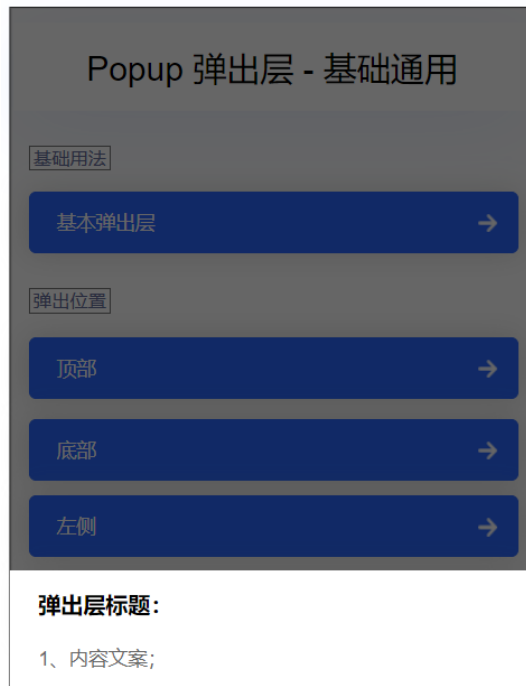 Popup 弹出层 - 基础通用
基础用法
基本弹出层
弹出位置
顶部
底部
左侧
弹出层标题：
1、内容文案；